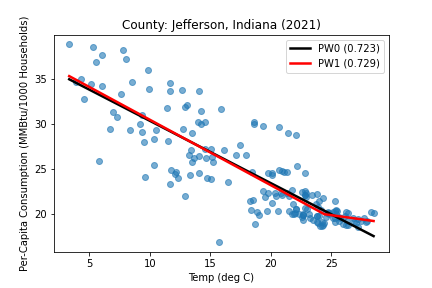 County: Jefferson, Indiana (2021)
PW0 (0.723)
PW1 (0.729)
Per-Capita Consumption (MMBtu/1000 Households)
35
30
25
20
5
10
15
20
25
Temp (deg C)